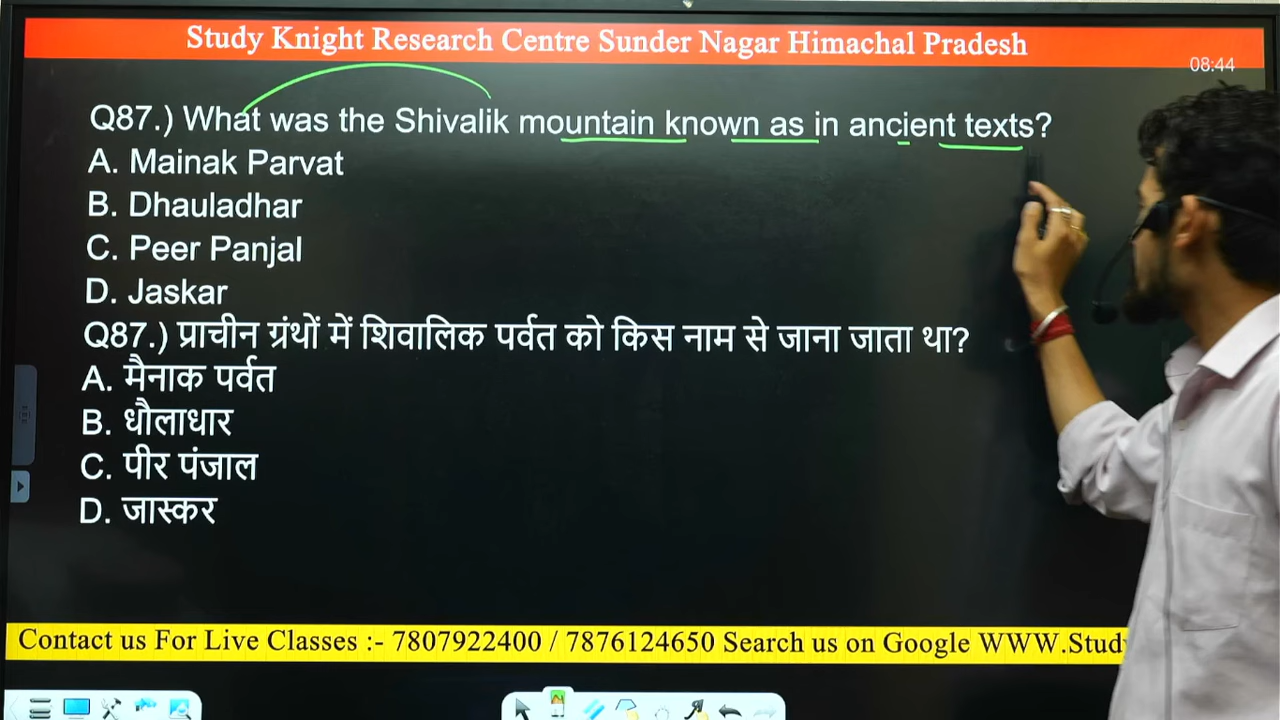 Study Knight Research Centre Sunder Nagar Himachal Pradesh
08:44
Q87.) What was the Shivalik mountain known as in ancient texts?
A. Mainak Parvat
B. Dhauladhar
C. Peer Panjal
D. Jaskar
Q87.) प्राचीन ग्रंथों में शिवालिक पर्वत को किस नाम से जाना जाता था?
A. मैनाक पर्वत
B. धौलाधार
C. पीर पंजाल
D. जास्कर
Contact us For Live Classes :- 7807922400 / 7876124650 Search us on Google WWW.Study